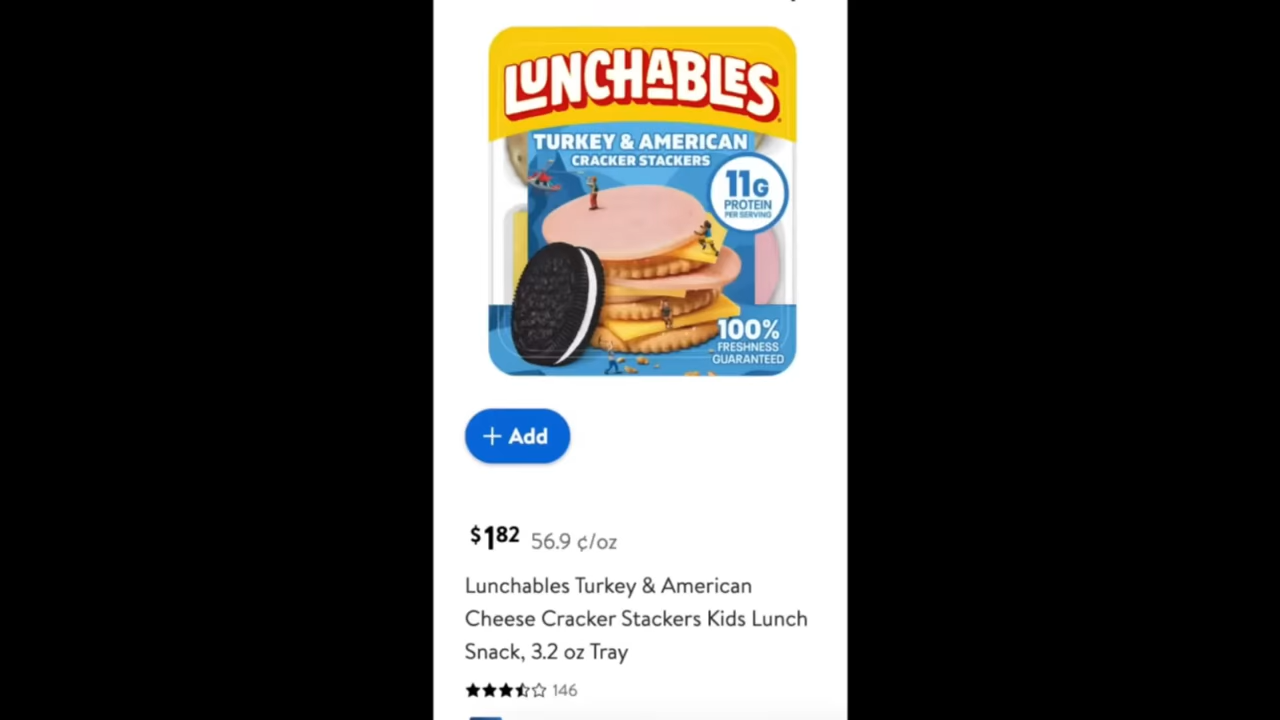 LUNCHABLES
TURKEY & AMERICAN
CRACKER STACKERS
11G
PROTEIN
PER SERVING
100%
FRESHNESS
GUARANTEED
+ Add
$182 56.9 ¢/oz
Lunchables Turkey & American
Cheese Cracker Stackers Kids Lunch
Snack, 3.2 oz Tray
146